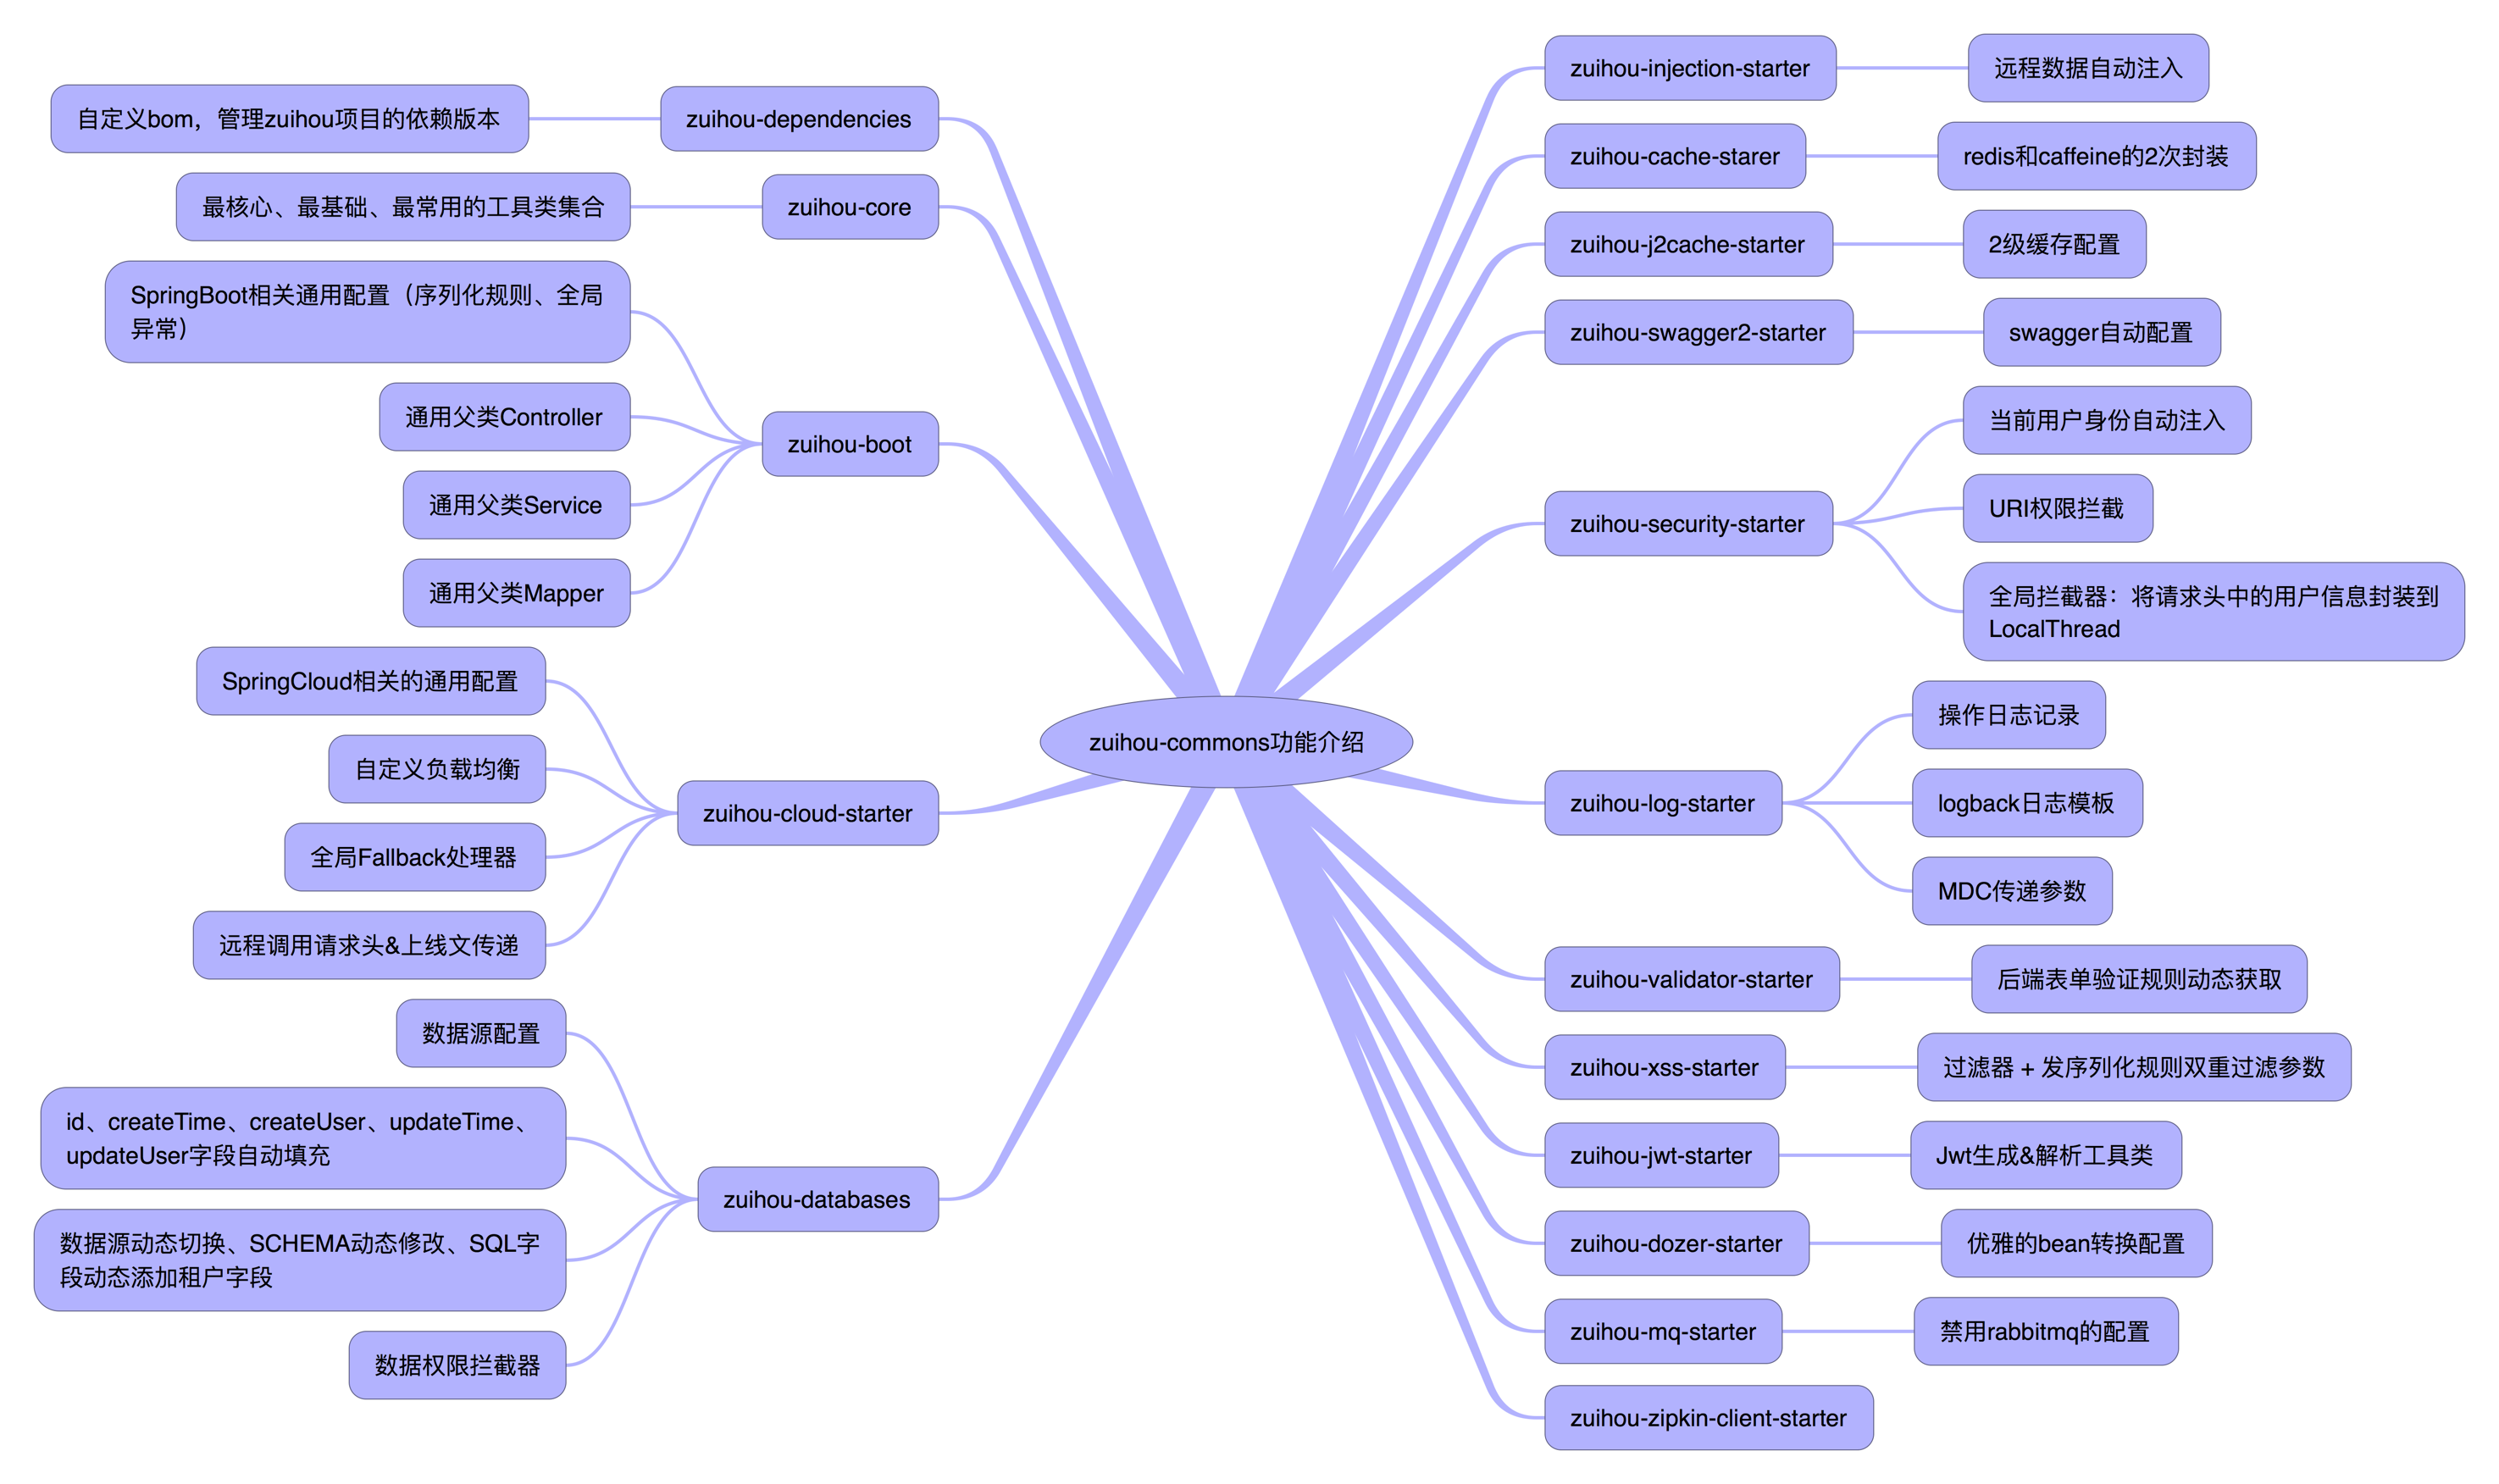 zuihou-commons功能介绍
zuihou-dependencies
自定义bom，管理zuihou项目的依赖版本
zuihou-core
最核心、最基础、最常用的工具类集合
zuihou-boot
SpringBoot相关通用配置（序列化规则、全局
异常）
通用父类Controller
通用父类Service
通用父类Mapper
zuihou-cloud-starter
SpringCloud相关的通用配置
自定义负载均衡
全局Fallback处理器
远程调用请求头&上线文传递
zuihou-databases
数据源配置
id、createTime、createUser、updateTime、
updateUser字段自动填充
数据源动态切换、SCHEMA动态修改、SQL字
段动态添加租户字段
数据权限拦截器
zuihou-injection-starter
远程数据自动注入
zuihou-cache-starer
redis和caffeine的2次封装
zuihou-j2cache-starter
2级缓存配置
zuihou-swagger2-starter
swagger自动配置
zuihou-security-starter
当前用户身份自动注入
URI权限拦截
全局拦截器：将请求头中的用户信息封装到
LocalThread
zuihou-log-starter
操作日志记录
logback日志模板
MDC传递参数
zuihou-validator-starter
后端表单验证规则动态获取
zuihou-xss-starter
过滤器 + 发序列化规则双重过滤参数
zuihou-jwt-starter
Jwt生成&解析工具类
zuihou-dozer-starter
优雅的bean转换配置
zuihou-mq-starter
禁用rabbitmq的配置
zuihou-zipkin-client-starter